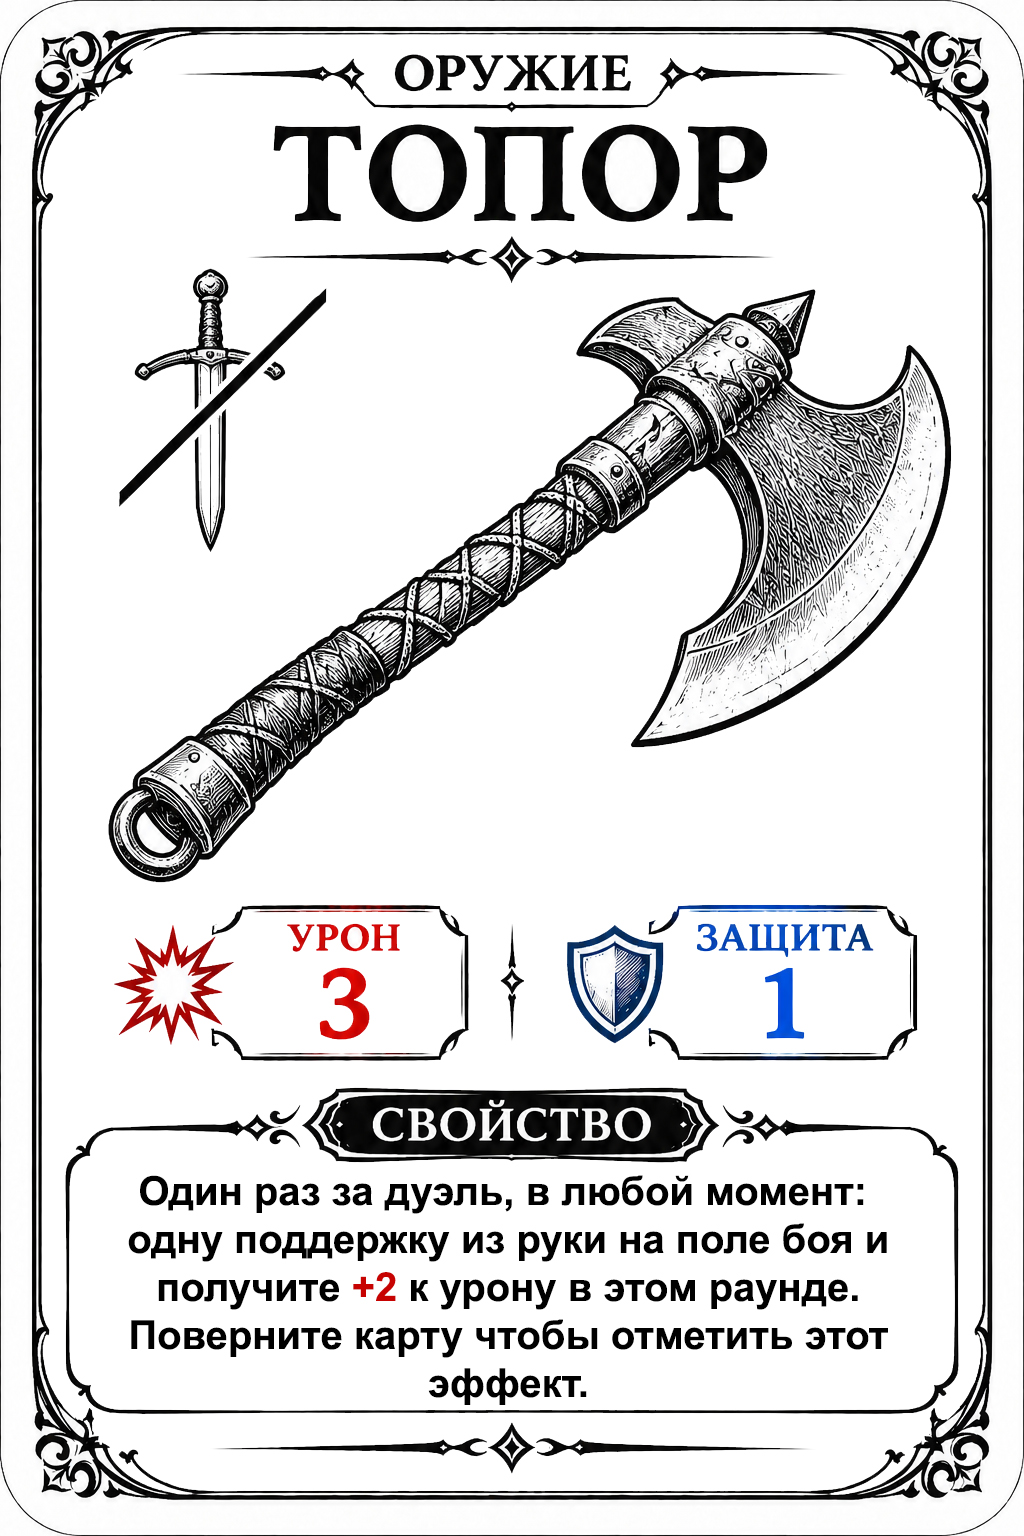 ОРУЖИЕ
ТОПОР
УРОН
3
ЗАЩИТА
1
СВОЙСТВО
Один раз за дуэль, в любой момент:
одну поддержку из руки на поле боя и
получите +2 к урону в этом раунде.
Поверните карту чтобы отметить этот
эффект.